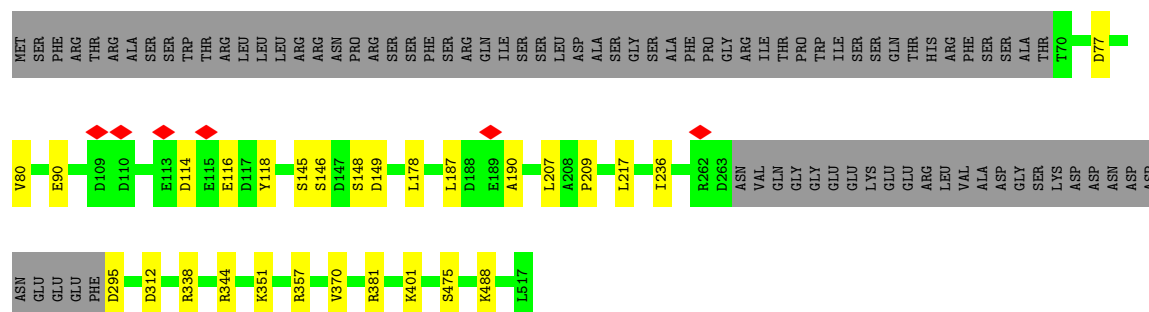 MET SER PHE ARG THR ARG ALA SER SER TRP THR ARG LEU LEU LEU ARG ARG ASN PRO ARG SER SER PHE SER ARG GLN ILE SER SER LEU ASP ALA SER GLY SER ALA PHE PRO GLY ARG ILE THR PRO TRP ILE SER SER GLN THR HIS ARG PHE SER SER ALA THR T70 D77
V80 E90 D109 D110 E113 D114 E115 E116 D117 Y118 S145 S146 D147 S148 D149 L178 L187 D188 E189 A190 L207 A208 P209 L217 I236 R262 D263 ASN VAL GLN GLY GLY GLU GLU LYS GLU GLU ARG LEU VAL ALA ASP GLY SER LYS ASP ASP ASN ASP ASP
ASN GLU GLU GLU PHE D295 D312 R338 R344 K351 R357 V370 R381 K401 S475 K488 L517